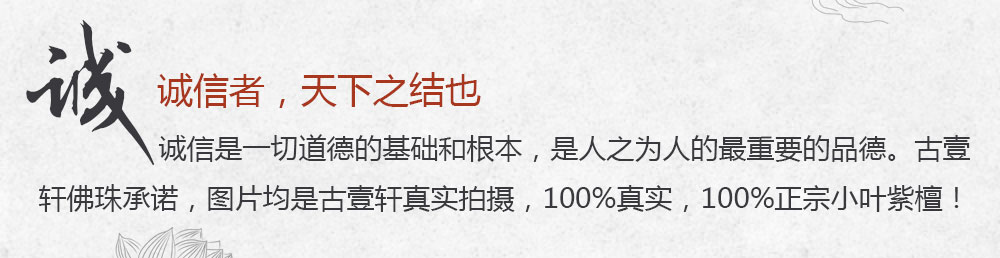 诚
诚信者，天下之结也
诚信是一切道德的基础和根本，是人之为人的最重要的品德。古壹
轩佛珠承诺，图片均是古壹轩真实拍摄，100%真实，100%正宗小叶紫檀！